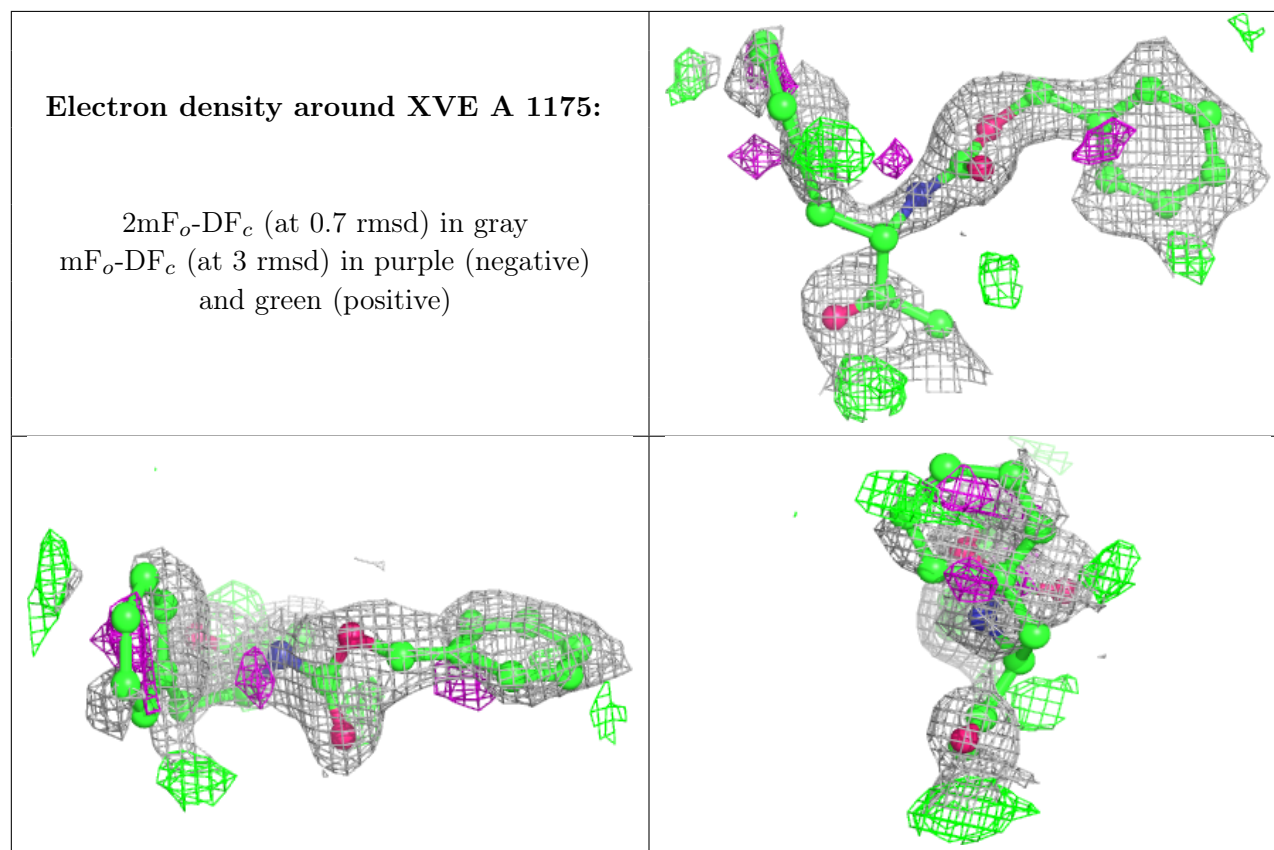 Electron density around XVE A 1175:
2mFo-DFc (at 0.7 rmsd) in gray
mFo-DFc (at 3 rmsd) in purple (negative)
and green (positive)